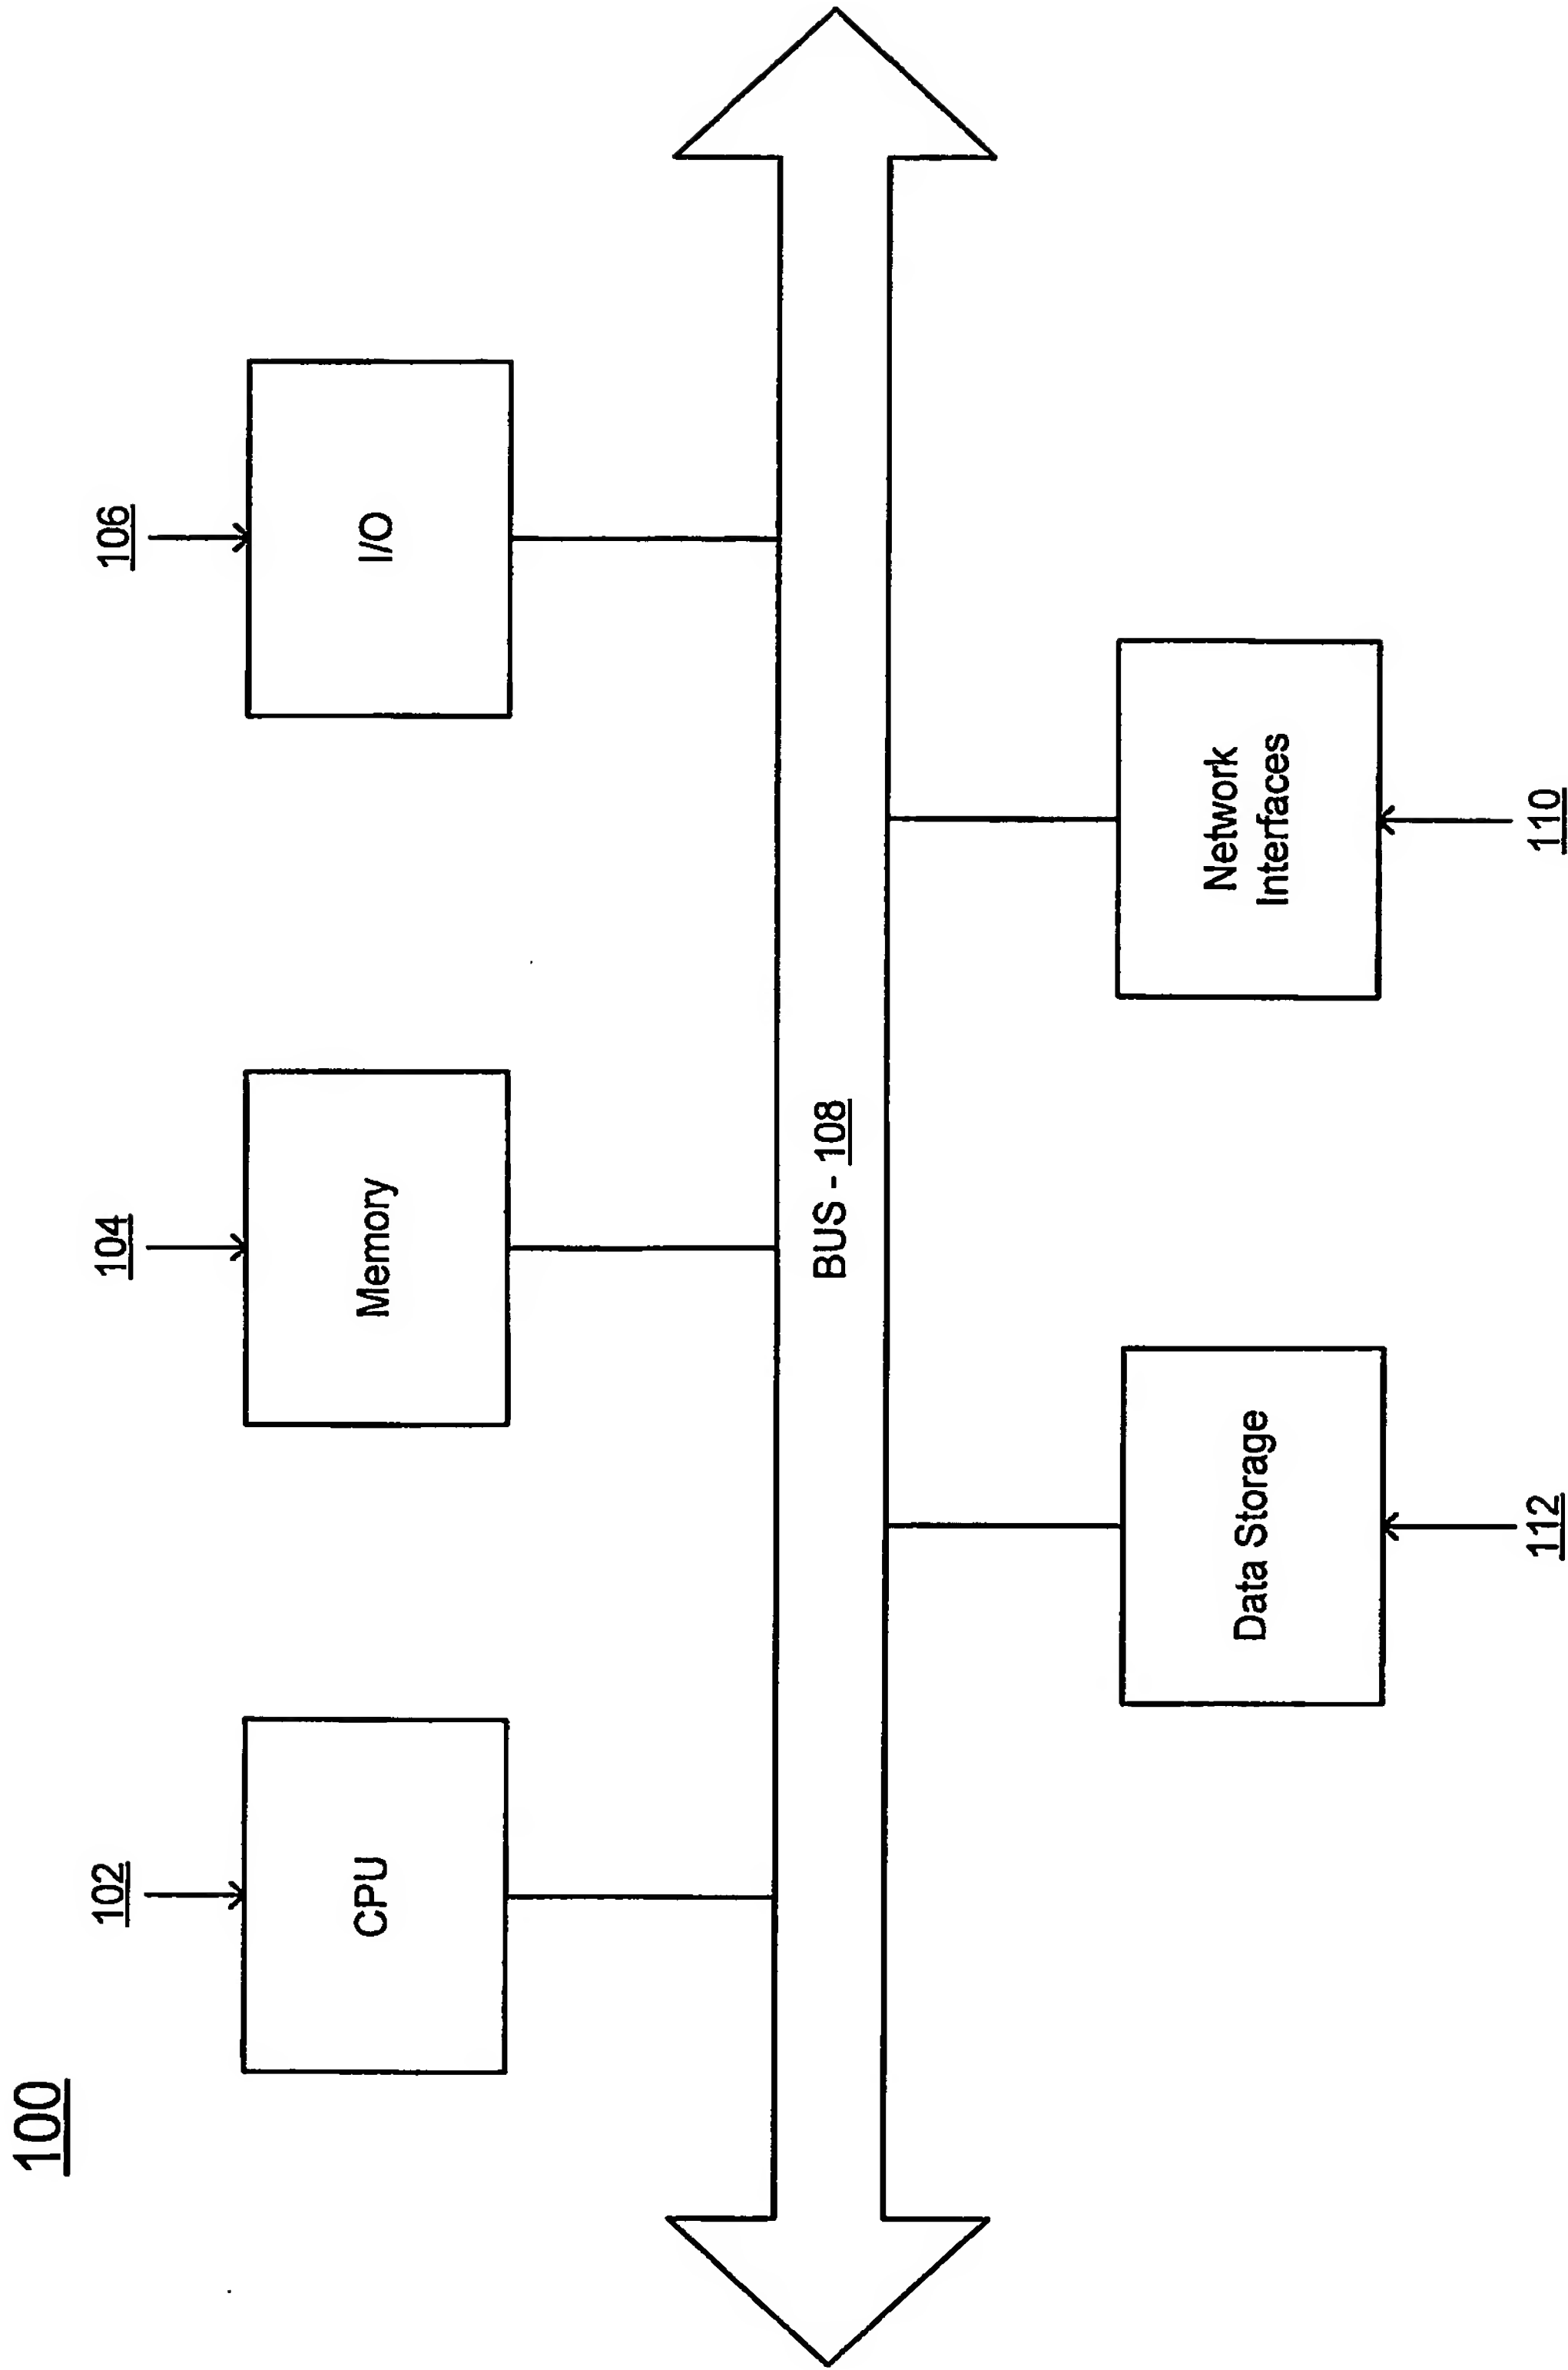 100
102
104
106
CPU
Memory
I/O
BUS - 108
Data Storage
Network
Interfaces
112
110